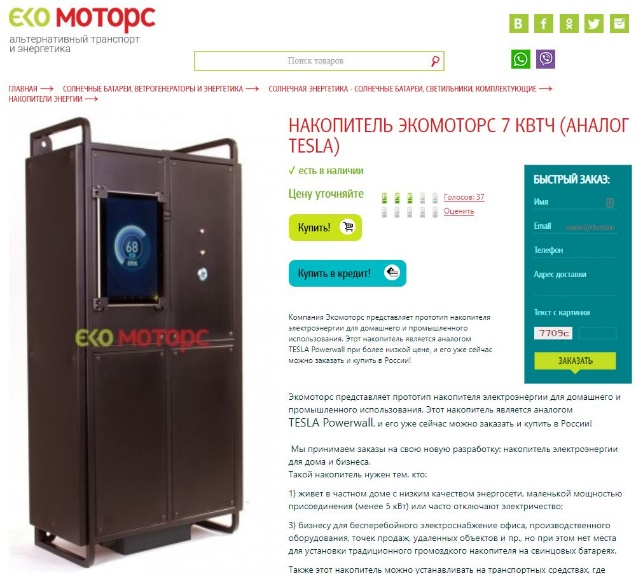 ЕКО МОТОРС
альтернативный транспорт
и энергетика
Поиск товаров
ГЛАВНАЯ → СОЛНЕЧНЫЕ БАТАРЕИ, ВЕТРОГЕНЕРАТОРЫ И ЭНЕРГЕТИКА → СОЛНЕЧНАЯ ЭНЕРГЕТИКА - СОЛНЕЧНЫЕ БАТАРЕИ, СВЕТИЛЬНИКИ, КОМПЛЕКТУЮЩИЕ →
НАКОПИТЕЛИ ЭНЕРГИИ →
НАКОПИТЕЛЬ ЭКОМОТОРС 7 КВТЧ (АНАЛОГ
TESLA)
✓ есть в наличии
Цену уточняйте
Голосов: 37
Оценить
Купить!
Купить в кредит!
БЫСТРЫЙ ЗАКАЗ:
Имя
Email
Телефон
Адрес доставки
Текст с картинки
7709c
ЗАКАЗАТЬ
68
ЕКО МОТОРС
Компания Экомоторс представляет прототип накопителя
электроэнергии для домашнего и промышленного
использования. Этот накопитель является аналогом
TESLA Powerwall при более низкой цене, и его уже сейчас
можно заказать и купить в России!
Экомоторс представляет прототип накопителя электроэнергии для домашнего и
промышленного использования. Этот накопитель является аналогом
TESLA Powerwall, и его уже сейчас можно заказать и купить в России!
Мы принимаем заказы на свою новую разработку: накопитель электроэнергии
для дома и бизнеса.
Такой накопитель нужен тем, кто:
1) живет в частном доме с низким качеством энергосети, маленькой мощностью
присоединения (менее 5 кВт) или часто отключают электричество;
3) бизнесу для бесперебойного электроснабжение офиса, производственного
оборудования, точек продаж, удаленных объектов и пр., но при этом нет места
для установки традиционного громоздкого накопителя на свинцовых батареях.
Также этот накопитель можно устанавливать на транспортных средствах, где